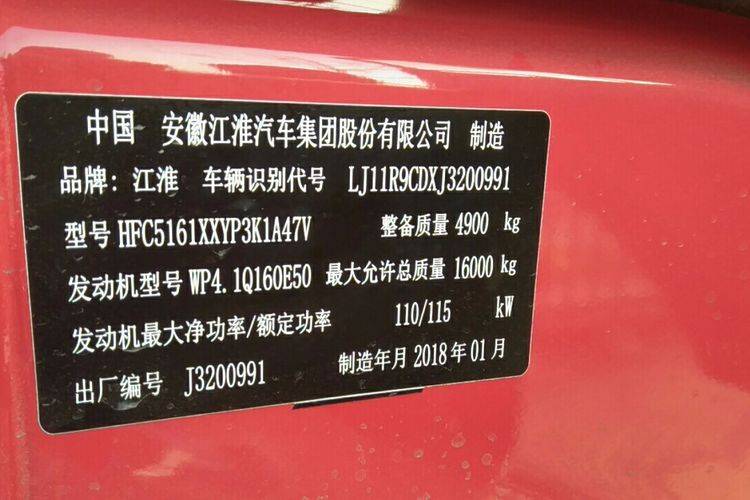 中国 安徽江淮汽车集团股份有限公司 制造
品牌：江淮 车辆识别代号 LJ11R9CDXJ3200991
型号 HFC5161XXYP3K1A47V 整备质量 4900 kg
发动机型号 WP4.1Q160E50 最大允许总质量 16000 kg
发动机最大净功率/额定功率 110/115 kW
出厂编号 J3200991 制造年月 2018 年 01 月